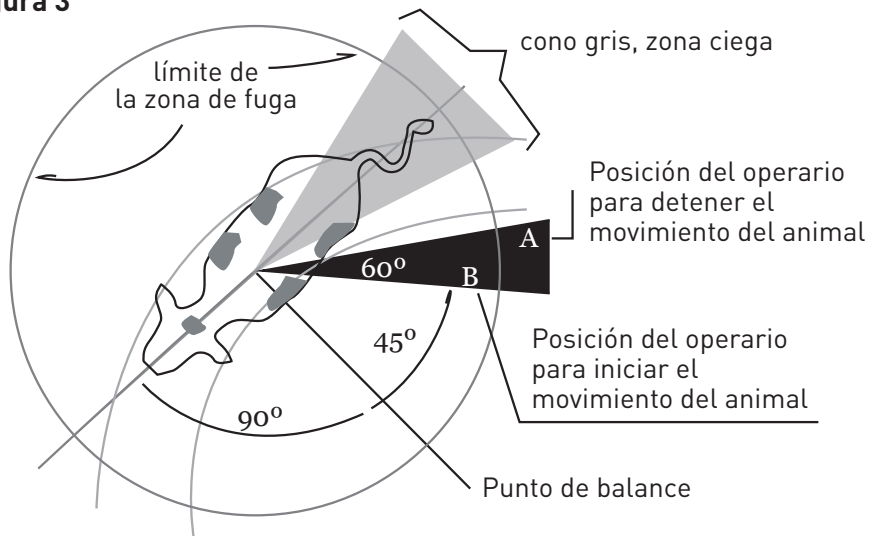 ura 3
cono gris, zona ciega
límite de
la zona de fuga
Posición del operario
para detener el
movimiento del animal
A
60º
B
45º
Posición del operario
para iniciar el
movimiento del animal
90º
Punto de balance